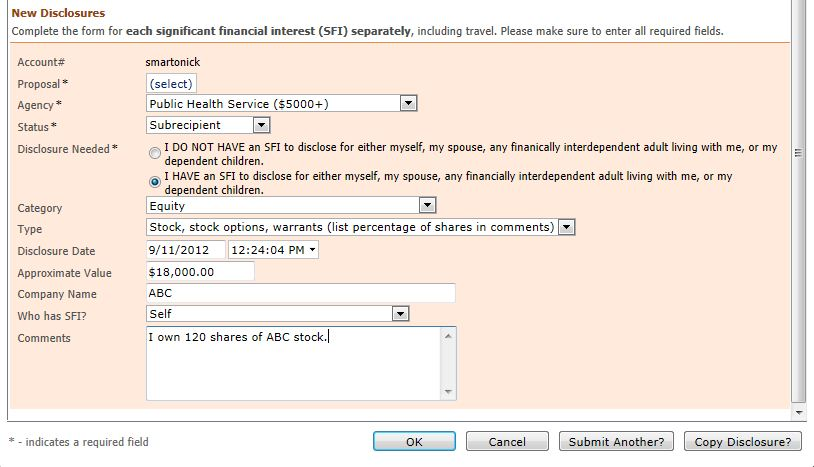 New Disclosures
Complete the form for each significant financial interest (SFI) separately, including travel. Please make sure to enter all required fields.
Account# smartonick
Proposal * (select)
Agency * Public Health Service ($5000+)
Status * Subrecipient
Disclosure Needed * I DO NOT HAVE an SFI to disclose for either myself, my spouse, any finanically interdependent adult living with me, or my
dependent children.
I HAVE an SFI to disclose for either myself, my spouse, any financially interdependent adult living with me, or my
dependent children.
Category Equity
Type Stock, stock options, warrants (list percentage of shares in comments)
Disclosure Date 9/11/2012 12:24:04 PM
Approximate Value $18,000.00
Company Name ABC
Who has SFI? Self
Comments I own 120 shares of ABC stock.
* - indicates a required field OK Cancel Submit Another? Copy Disclosure?